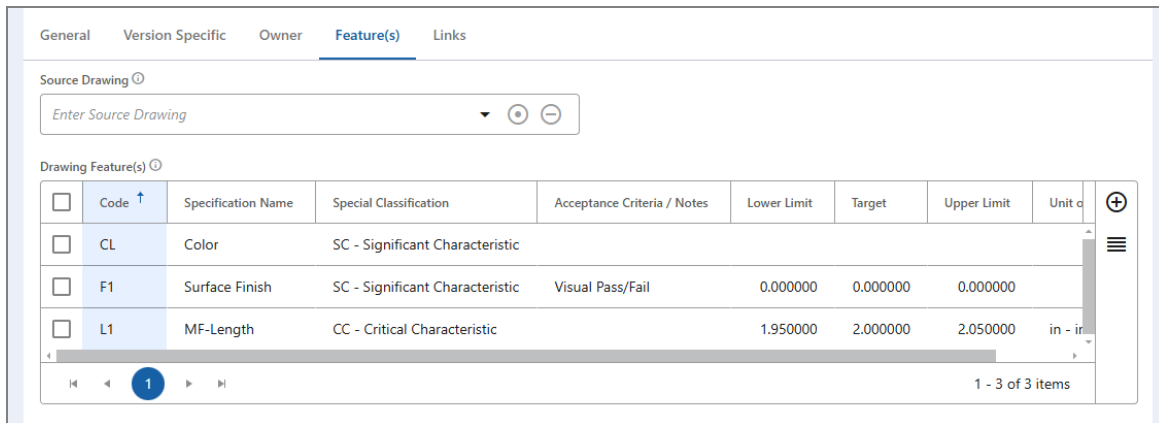 General Version Specific Owner Feature(s) Links
Source Drawing
Enter Source Drawing
Drawing Feature(s)
Code Specification Name Special Classification Acceptance Criteria / Notes Lower Limit Target Upper Limit Unit
CL Color SC - Significant Characteristic
F1 Surface Finish SC - Significant Characteristic Visual Pass/Fail 0.000000 0.000000 0.000000
L1 MF-Length CC - Critical Characteristic 1.950000 2.000000 2.050000 in -
1 1 - 3 of 3 items